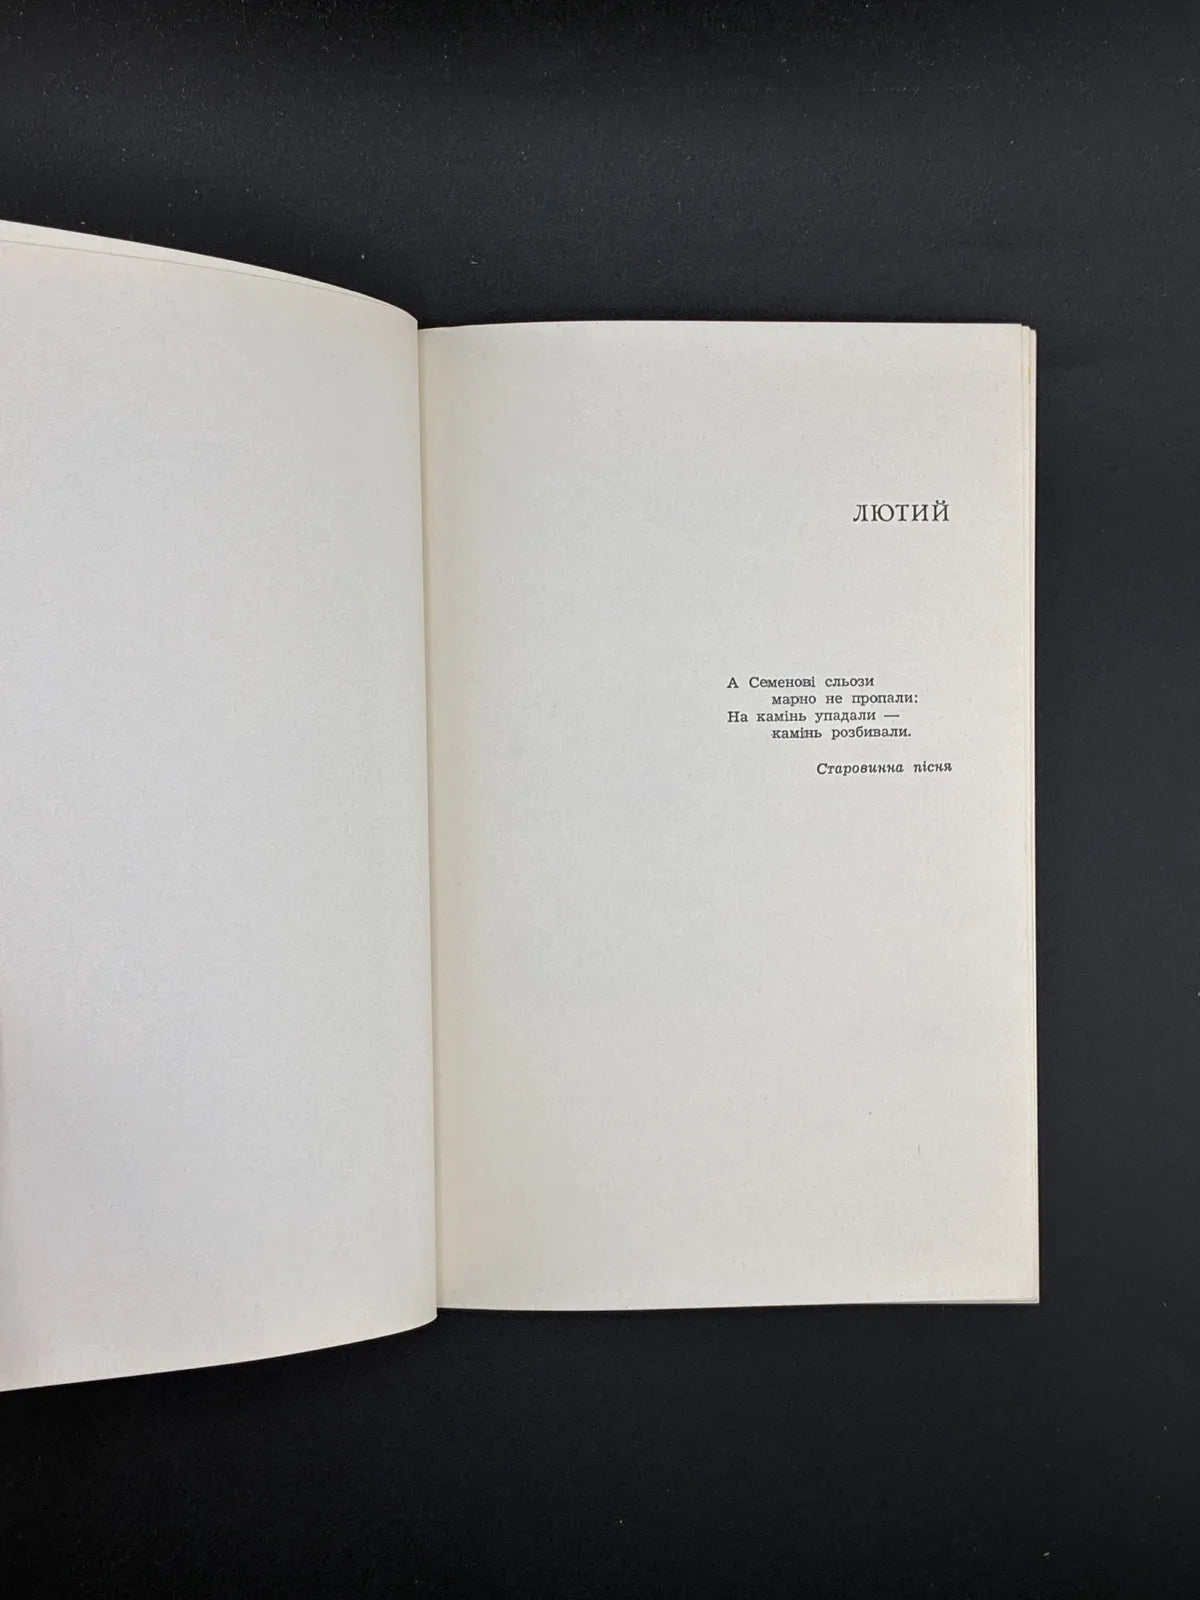 ЛЮТИЙ
А Семенові сльози
марно не пропали:
На камінь упадали —
камінь розбивали.
Старовинна пісня